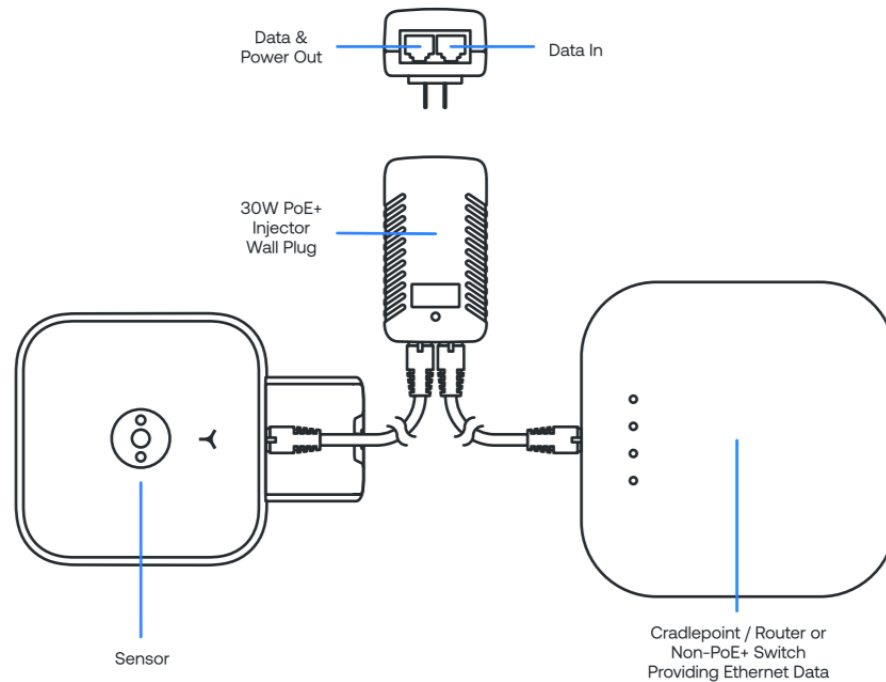 Data &
Power Out
Data In
30W PoE+
Injector
Wall Plug
Sensor
Cradlepoint / Router or
Non-PoE+ Switch
Providing Ethernet Data